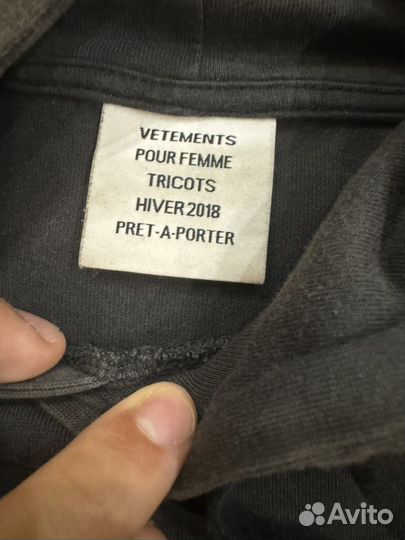 VETEMENTS
POUR FEMME
TRICOTS
HIVER 2018
PRET-A-PORTER
Avito